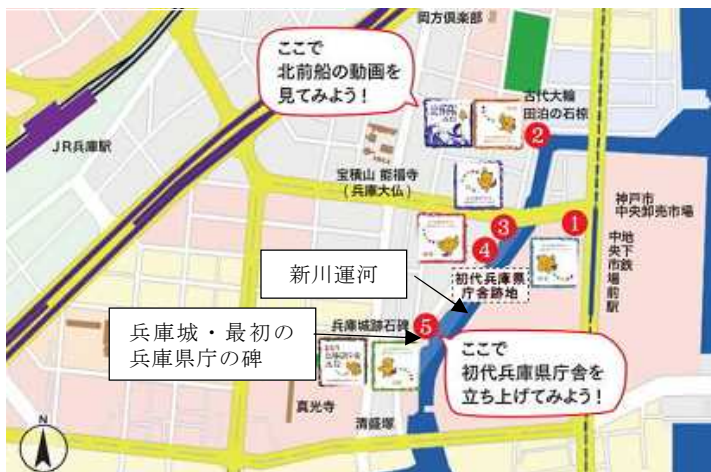 岡方倶楽部
ここで
北前船の動画を
見てみよう！
古代大輪
田泊の石椋
2
JR兵庫駅
宝積山 能福寺
(兵庫大仏)
神戸市
中央卸売市場
1
3
4
地下鉄
中央市場前駅
新川運河
初代兵庫県
庁舎跡地
兵庫城跡石碑
5
兵庫城・最初の
兵庫県庁の碑
ここで
初代兵庫県庁舎を
立ち上げてみよう！
真光寺
清盛塚
N